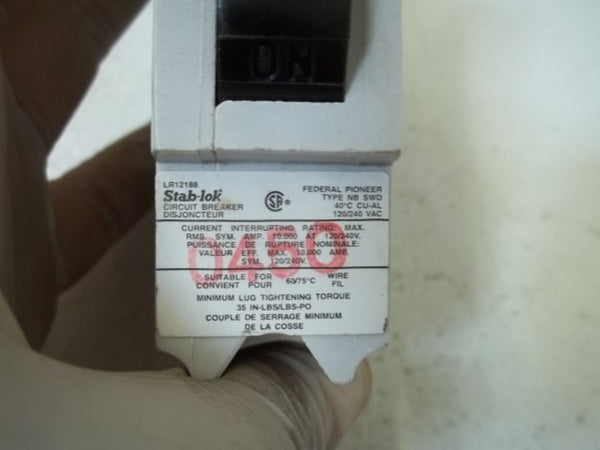 ON
LR12188
Stab-lok
CIRCUIT BREAKER
DISJONCTEUR
SA ®
FEDERAL PIONEER
TYPE NB SWD
40°C CU-AL
120/240 VAC
CURRENT INTERRUPTING RATING: MAX.
RMS. SYM. AMP. 10,000 AT 120/240V.
PUISSANCE DE RUPTURE NOMINALE:
VALEUR EFF. MAX. 10,000 AMP.
SYM. 120/240V.
SUITABLE FOR 60/75°C WIRE
CONVIENT POUR FIL
MINIMUM LUG TIGHTENING TORQUE
35 IN-LBS/LBS-PO
COUPLE DE SERRAGE MINIMUM
DE LA COSSE